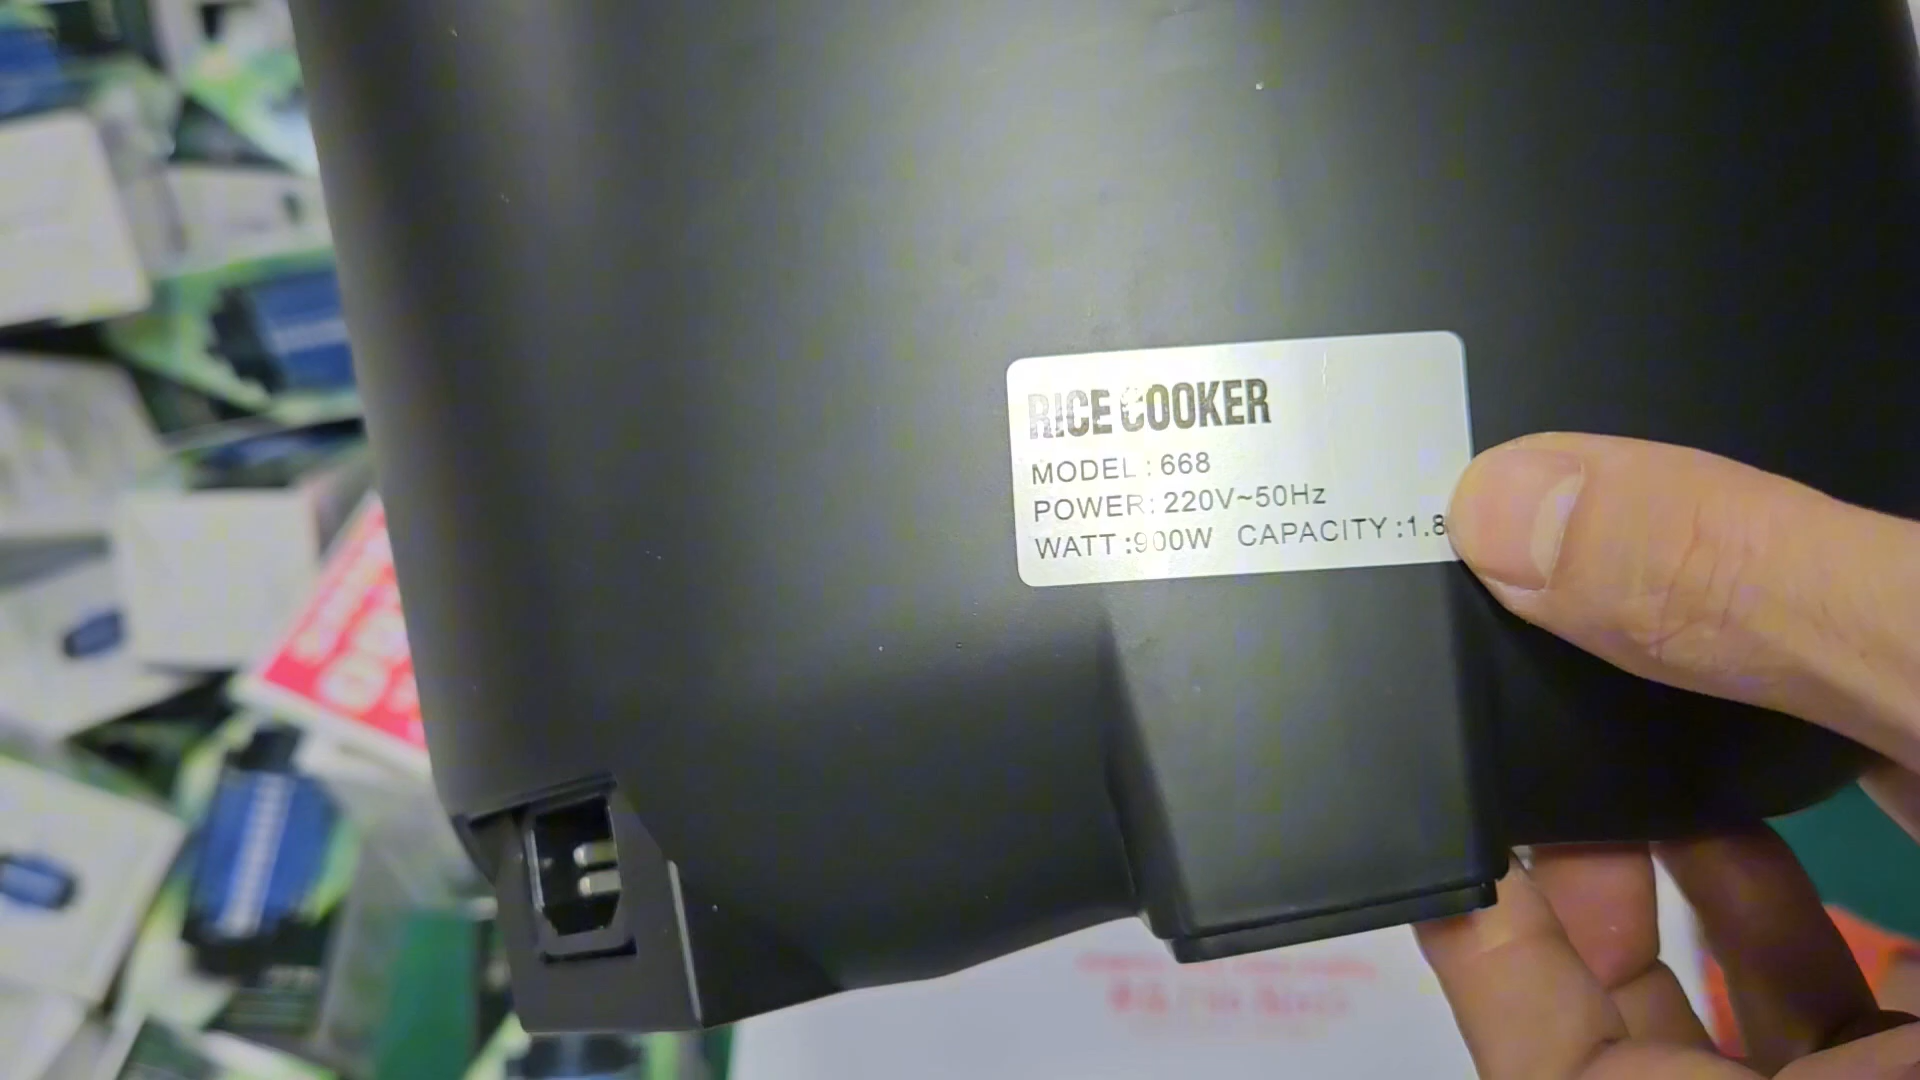 RICE COOKER
MODEL : 668
POWER: 220V~50Hz
WATT :900W CAPACITY :1.8